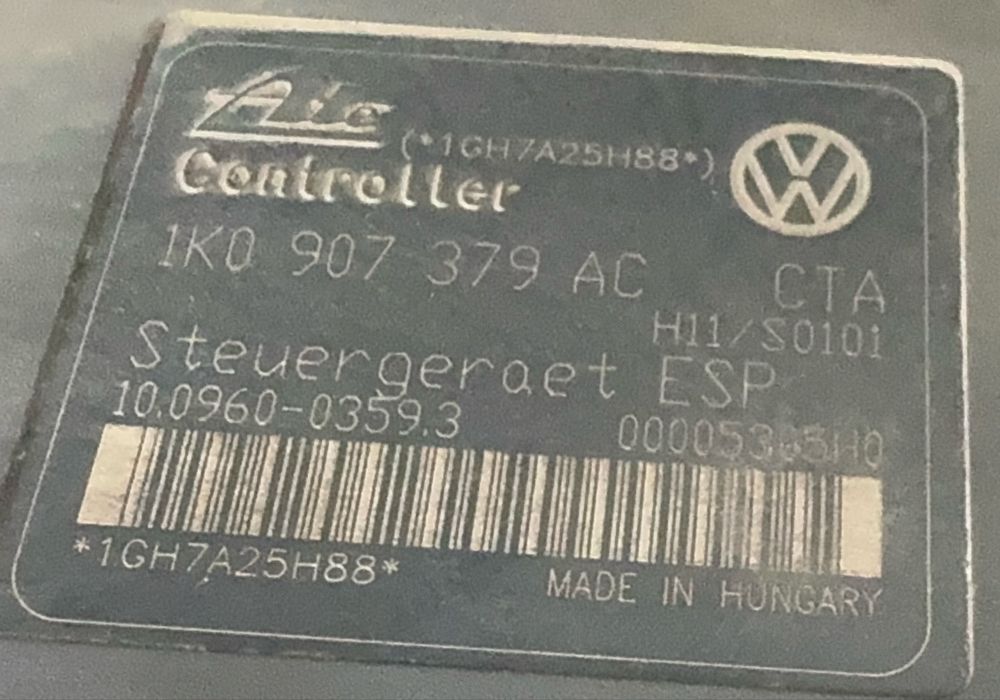 Ate
(*1GH7A25H88*)
Controller
1K0 907 379 AC CTA
H11/S0101
Steuergeraet ESP
10.0960-0359.3
*1GH7A25H88*
MADE IN HUNGARY